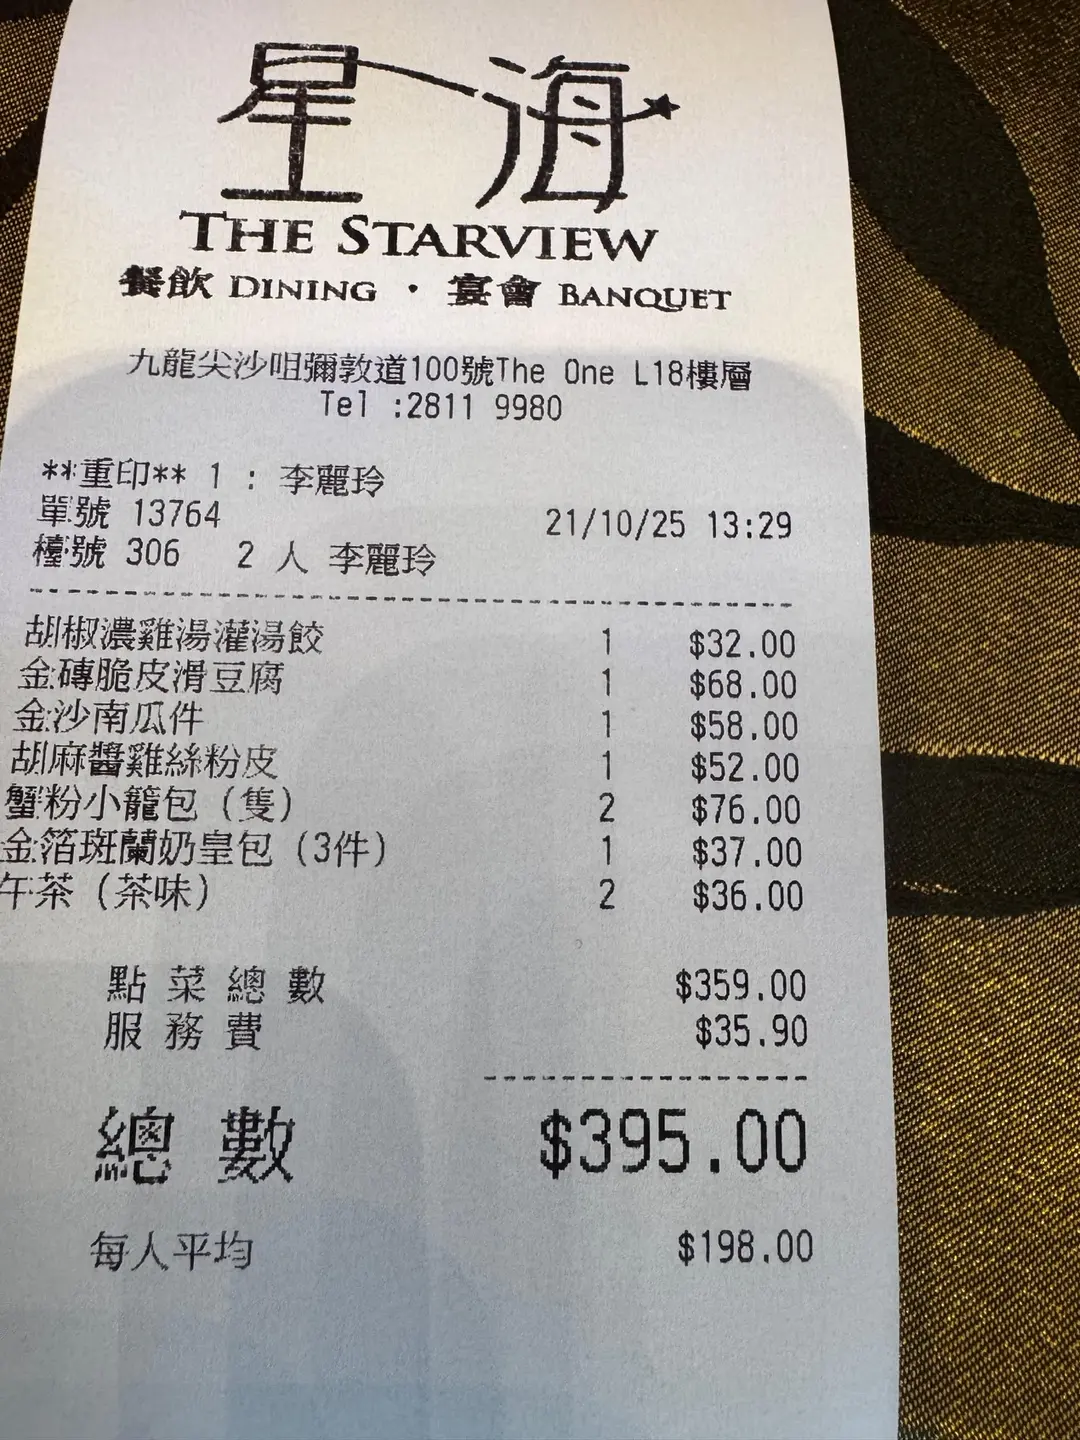 星海
THE STARVIEW
餐飲 DINING · 宴會 BANQUET
九龍尖沙咀彌敦道100號The One L18樓層
Tel :2811 9980
**重印** 1 : 李麗玲
單號 13764 21/10/25 13:29
檯號 306 2 人 李麗玲
胡椒濃雞湯灌湯餃 1 $32.00
金磚脆皮滑豆腐 1 $68.00
金沙南瓜件 1 $58.00
胡麻醬雞絲粉皮 1 $52.00
蟹粉小籠包 (隻) 2 $76.00
金箔斑蘭奶皇包 (3件) 1 $37.00
午茶 (茶味) 2 $36.00
點菜總數 $359.00
服務費 $35.90
總數 $395.00
每人平均 $198.00